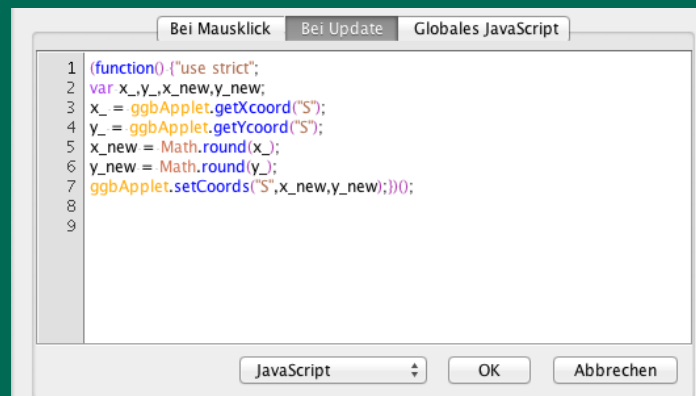 Bei Mausklick Bei Update Globales JavaScript
1 (function() {"use strict";
2 var x_,y_,x_new,y_new;
3 x_ = ggbApplet.getXcoord("S");
4 y_ = ggbApplet.getYcoord("S");
5 x_new = Math.round(x_);
6 y_new = Math.round(y_);
7 ggbApplet.setCoords("S",x_new,y_new);})();
8
9
JavaScript OK Abbrechen